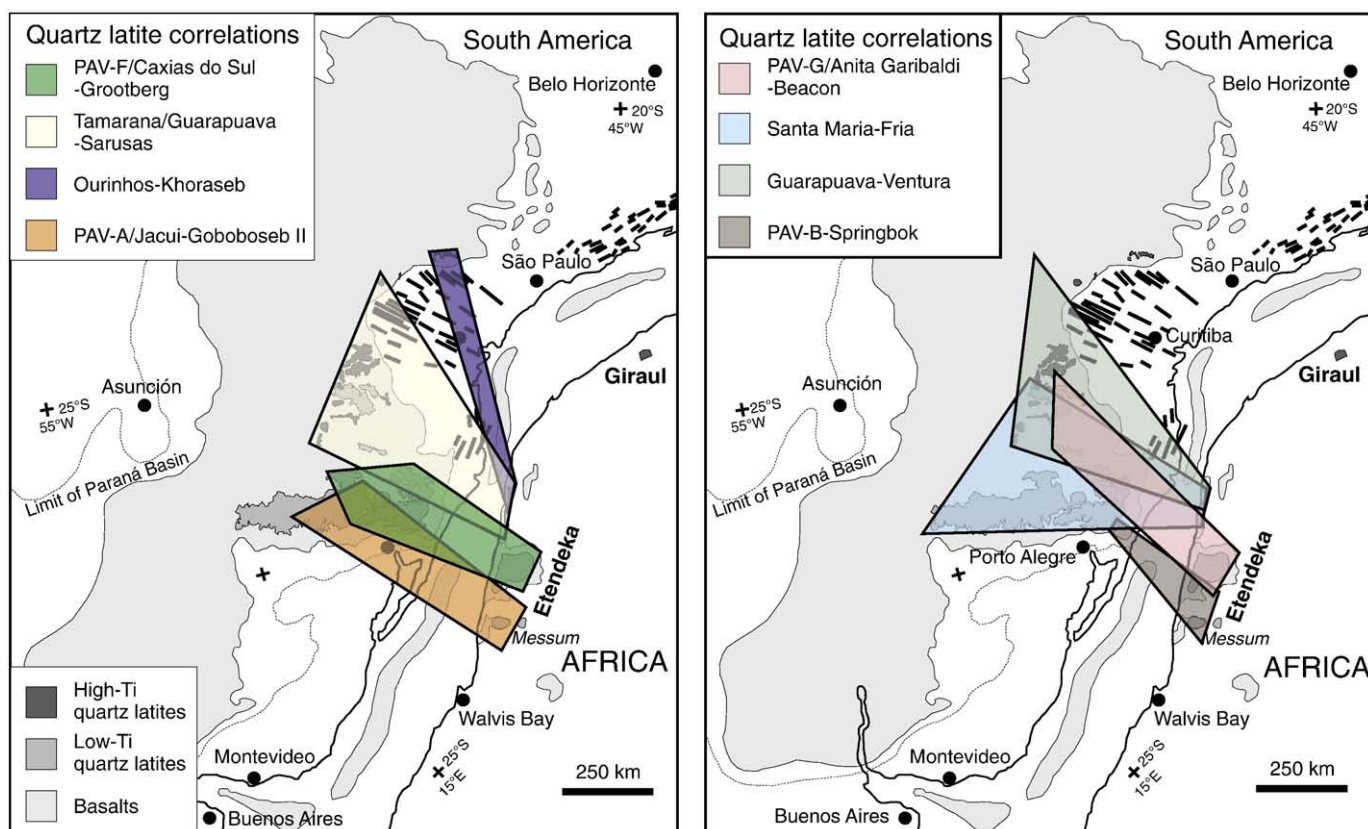 Quartz latite correlations
PAV-F/Caxias do Sul
-Grootberg
Tamarana/Guarapuava
-Sarusas
Ourinhos-Khoraseb
PAV-A/Jacui-Goboboseb II
South America
Belo Horizonte
20°S
45°W
São Paulo
Giraul
Asunción
25°S
55°W
Limit of Paraná Basin
Etendeka
Messum
AFRICA
Walvis Bay
25°S
15°E
Montevideo
Buenos Aires
250 km
High-Ti
quartz latites
Low-Ti
quartz latites
Basalts
Quartz latite correlations
PAV-G/Anita Garibaldi
-Beacon
Santa Maria-Fria
Guarapuava-Ventura
PAV-B-Springbok
South America
Belo Horizonte
20°S
45°W
São Paulo
Curitiba
Giraul
Asunción
25°S
55°W
Limit of Paraná Basin
Porto Alegre
Etendeka
Messum
AFRICA
Walvis Bay
25°S
15°E
Montevideo
Buenos Aires
250 km